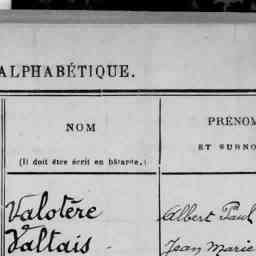 ALPHABÉTIQUE.
NOM
PRÉNOM
(Il doit être écrit en bâtarde.)
ET SURNO
Valotère Albert Paul
Valtais Jean Marie